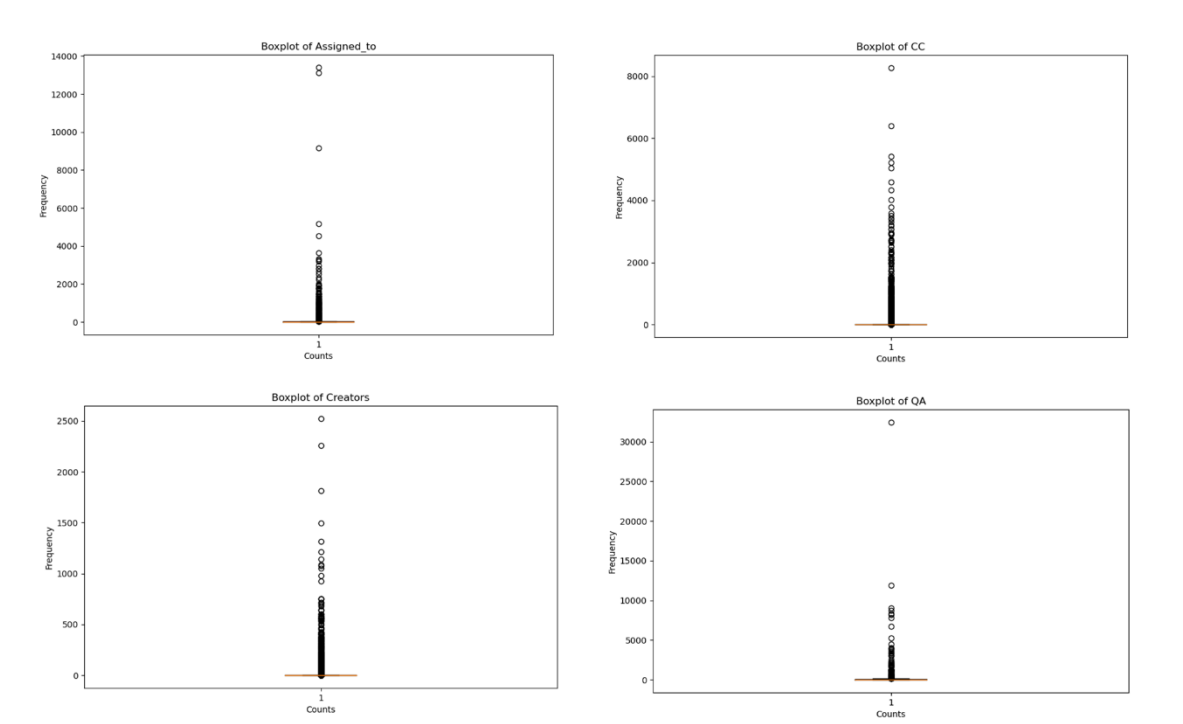 Boxplot of Assigned_to
14000
12000
10000
8000
6000
4000
2000
0
Frequency
1
Counts
Boxplot of CC
8000
6000
4000
2000
0
Frequency
1
Counts
Boxplot of Creators
2500
2000
1500
1000
500
0
Frequency
1
Counts
Boxplot of QA
30000
25000
20000
15000
10000
5000
0
Frequency
1
Counts